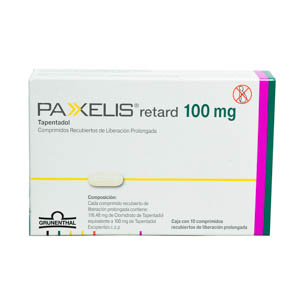 PAXXELIS® retard 100 mg
Tapentadol
Comprimidos Recubiertos de Liberación Prolongada
Composición:
Cada comprimido recubierto de
liberación prolongada contiene:
116.48 mg de Clorhidrato de Tapentadol
equivalente a 100 mg de Tapentadol
Excipientes c.s.p.
GRUNENTHAL
Caja con 10 comprimidos
recubiertos de liberación prolongada